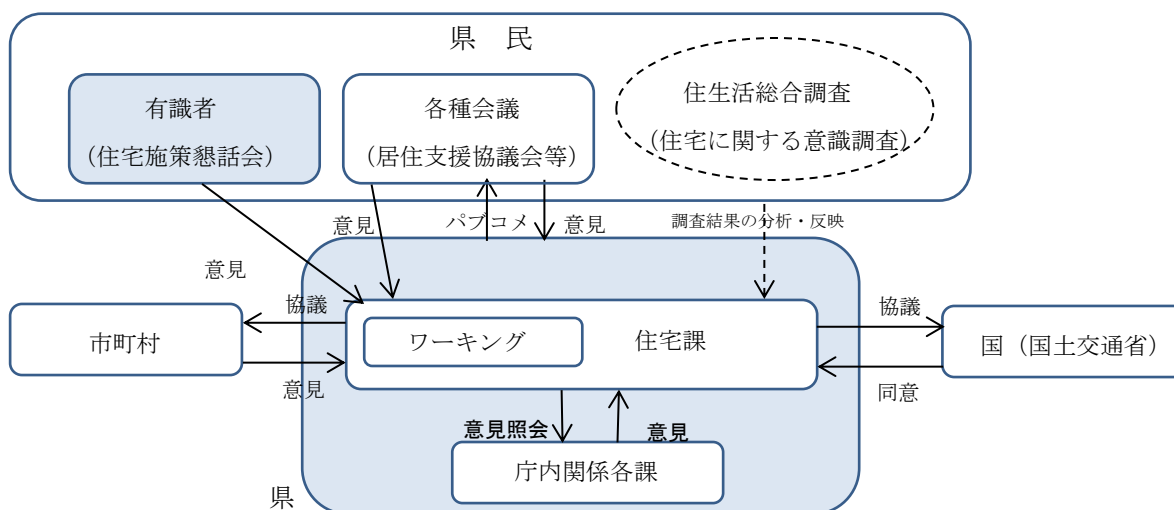 県　民
有識者
（住宅施策懇話会）
各種会議
（居住支援協議会等）
住生活総合調査
（住宅に関する意識調査）
意見
パブコメ
意見
調査結果の分析・反映
意見
協議
市町村
意見
ワーキング
住宅課
協議
国（国土交通省）
同意
意見照会
意見
庁内関係各課
県